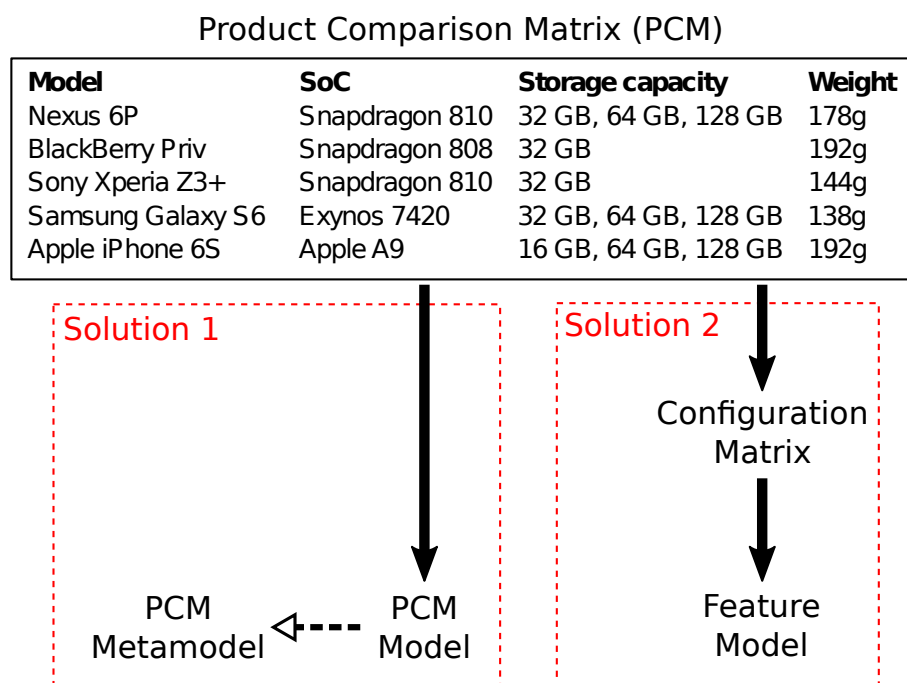 Product Comparison Matrix (PCM)
Model SoC Storage capacity Weight
Nexus 6P Snapdragon 810 32 GB, 64 GB, 128 GB 178g
BlackBerry Priv Snapdragon 808 32 GB 192g
Sony Xperia Z3+ Snapdragon 810 32 GB 144g
Samsung Galaxy S6 Exynos 7420 32 GB, 64 GB, 128 GB 138g
Apple iPhone 6S Apple A9 16 GB, 64 GB, 128 GB 192g
Solution 1
PCM
Metamodel
PCM
Model
Solution 2
Configuration
Matrix
Feature
Model